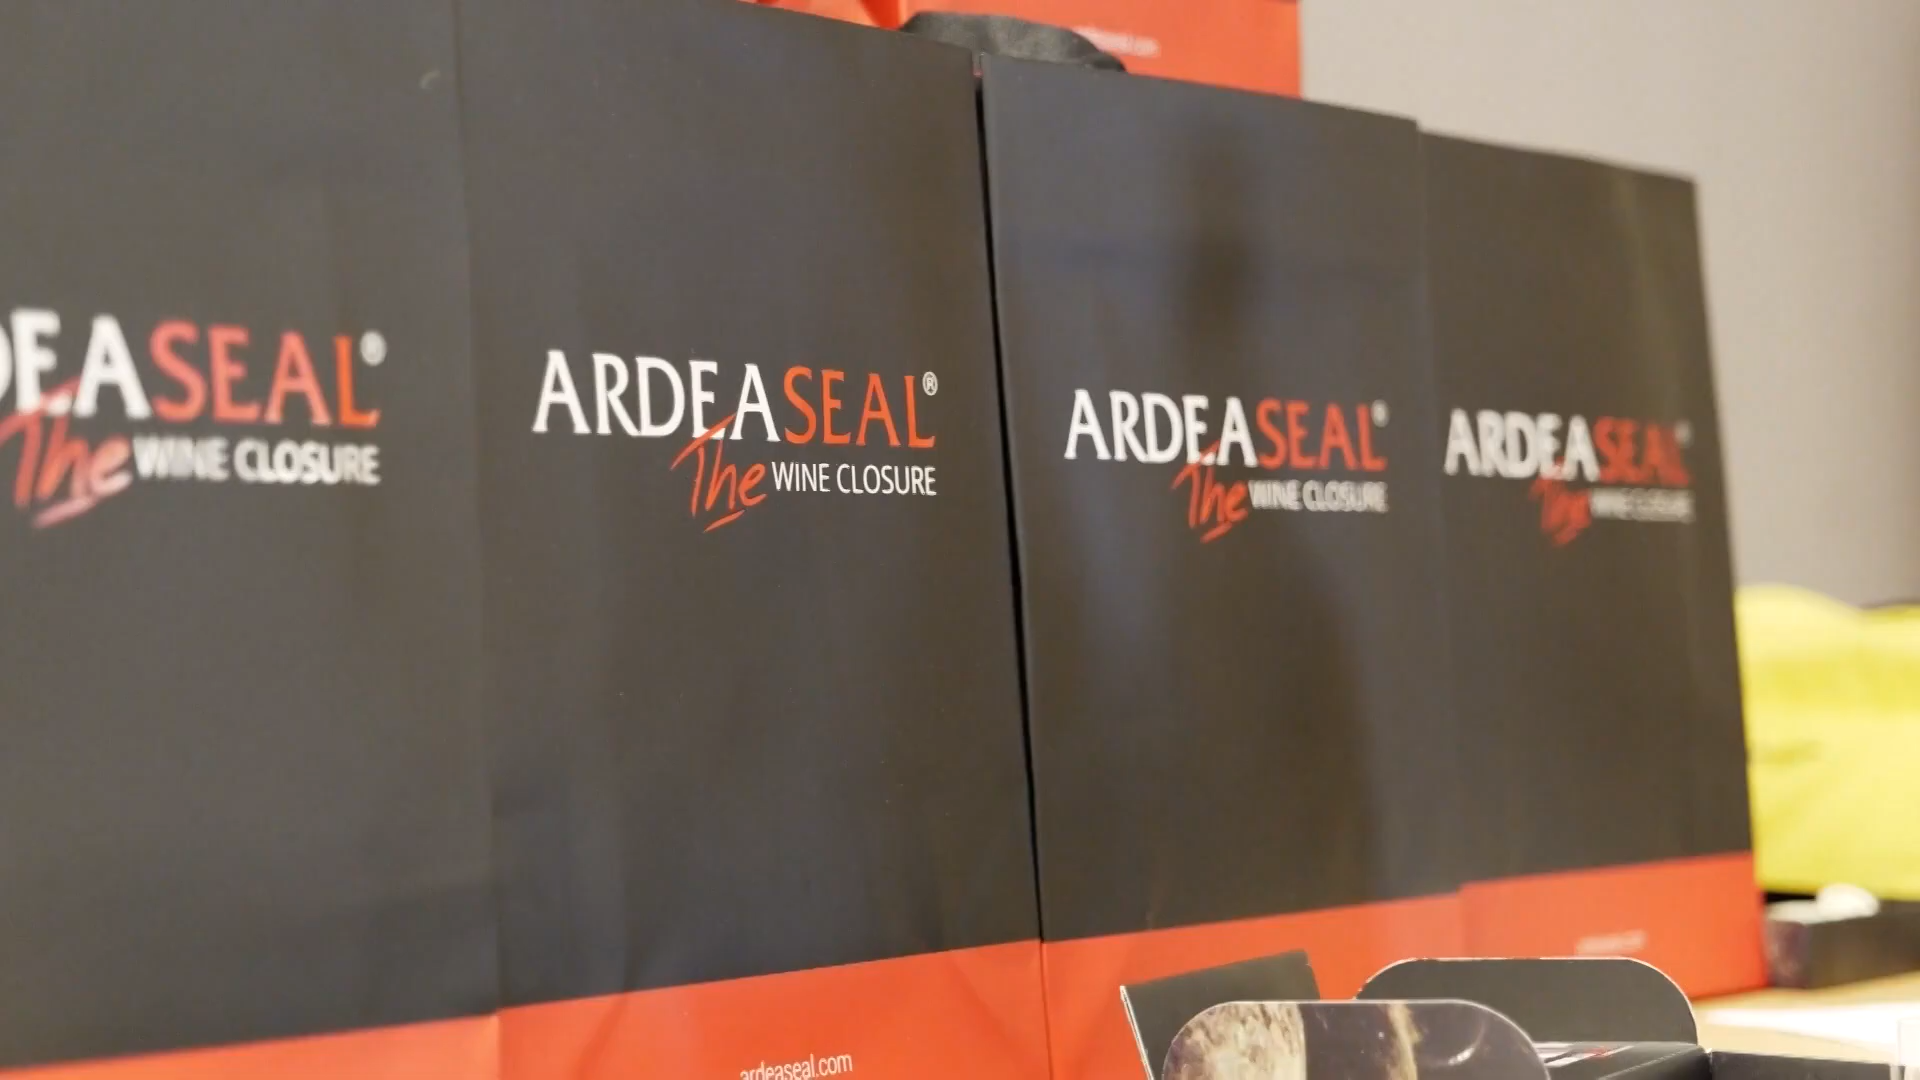 DEASEAL®
The WINE CLOSURE
ARDEASEAL®
The WINE CLOSURE
ardeaseal.com
ARDEASEAL®
The WINE CLOSURE
ARDEASEAL
The WINE CLOSURE